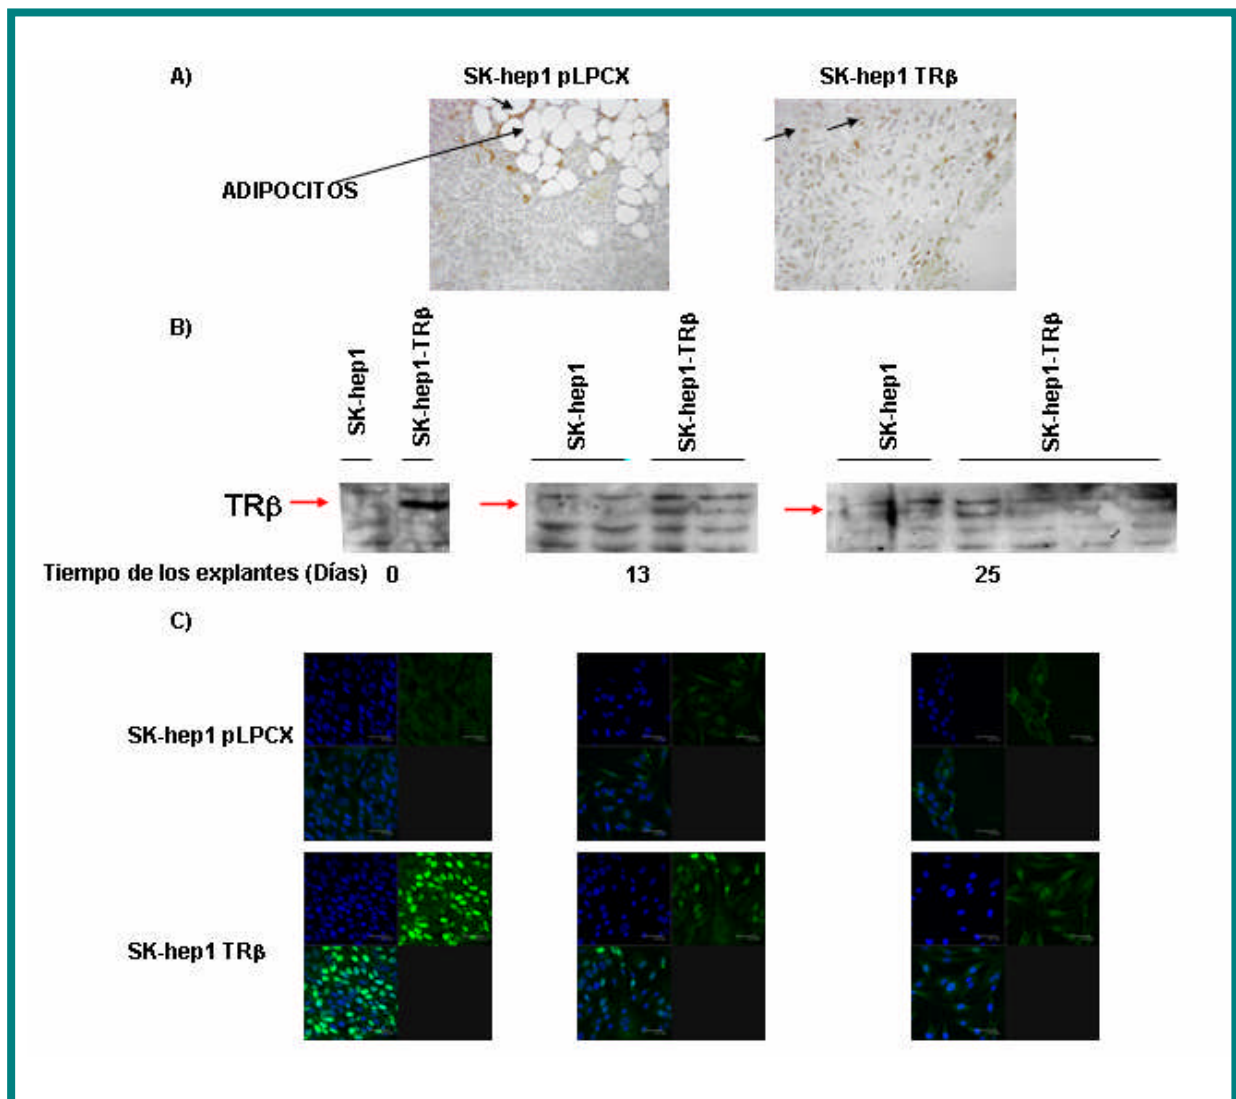 A)
SK-hep1 pLPCX
SK-hep1 TRβ
ADIPOCITOS
B)
SK-hep1
SK-hep1-TRβ
SK-hep1
SK-hep1-TRβ
SK-hep1
SK-hep1-TRβ
TRβ
Tiempo de los explantes (Días) 0 13 25
C)
SK-hep1 pLPCX
SK-hep1 TRβ